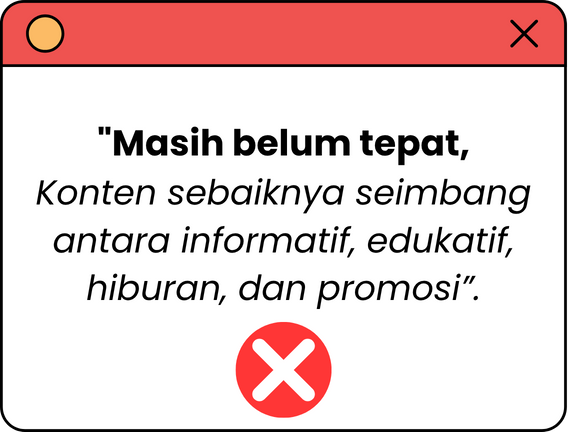 "Masih belum tepat,
Konten sebaiknya seimbang
antara informatif, edukatif,
hiburan, dan promosi”.